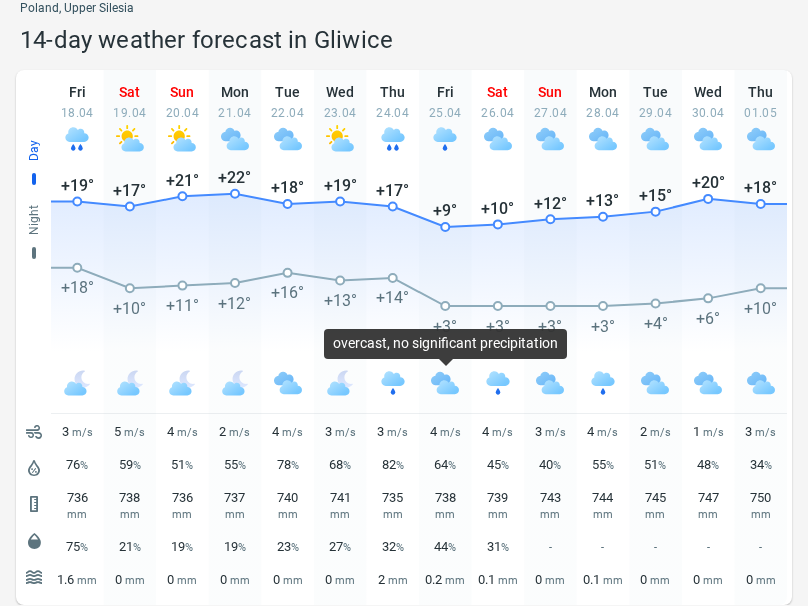 Poland, Upper Silesia
14-day weather forecast in Gliwice
Fri Sat Sun Mon Tue Wed Thu Fri Sat Sun Mon Tue Wed Thu
18.04 19.04 20.04 21.04 22.04 23.04 24.04 25.04 26.04 27.04 28.04 29.04 30.04 01.05
Day
+19° +17° +21° +22° +18° +19° +17° +9° +10° +12° +13° +15° +20° +18°
Night
+18° +10° +11° +12° +16° +13° +14° +3° +3° +3° +3° +4° +6° +10°
overcast, no significant precipitation
3 m/s 5 m/s 4 m/s 2 m/s 4 m/s 3 m/s 3 m/s 4 m/s 4 m/s 3 m/s 4 m/s 2 m/s 1 m/s 3 m/s
76% 59% 51% 55% 78% 68% 82% 64% 45% 40% 55% 51% 48% 34%
736 738 736 737 740 741 735 738 739 743 744 745 747 750
mm mm mm mm mm mm mm mm mm mm mm mm mm mm
75% 21% 19% 19% 23% 27% 32% 44% 31% - - - - -
1.6 mm 0 mm 0 mm 0 mm 0 mm 0 mm 2 mm 0.2 mm 0.1 mm 0 mm 0.1 mm 0 mm 0 mm 0 mm